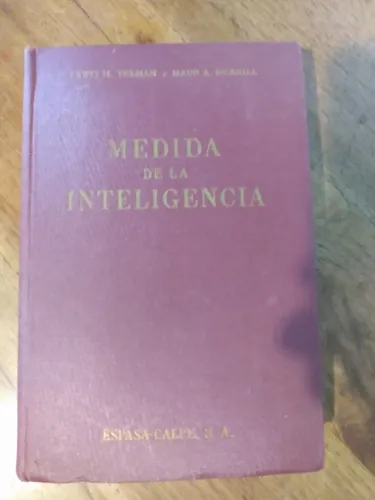 LEWIS M. TERMAN y MAUD A. MERRILL
MEDIDA
DE LA
INTELIGENCIA
ESPASA-CALPE, S. A.